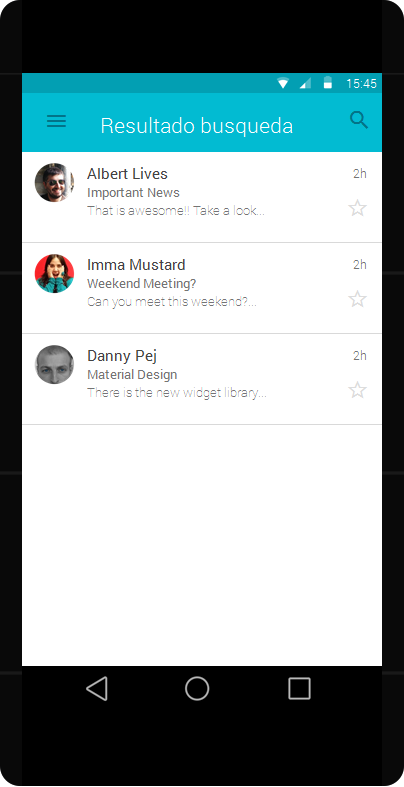 15:45
Resultado busqueda
Albert Lives 2h
Important News
That is awesome!! Take a look...
Imma Mustard 2h
Weekend Meeting?
Can you meet this weekend?...
Danny Pej 2h
Material Design
There is the new widget library...